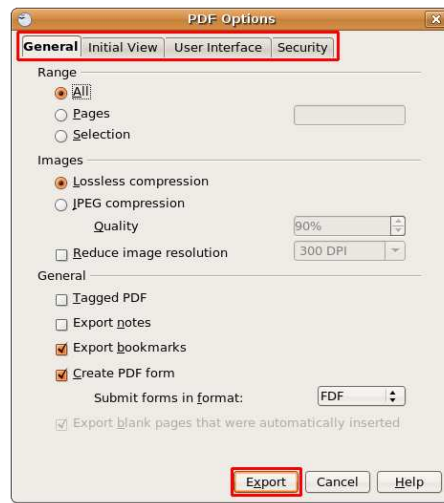 PDF Options
General Initial View User Interface Security
Range
All
Pages
Selection
Images
Lossless compression
JPEG compression
Quality 90%
Reduce image resolution 300 DPI
General
Tagged PDF
Export notes
Export bookmarks
Create PDF form
Submit forms in format: FDF
Export blank pages that were automatically inserted
Export Cancel Help